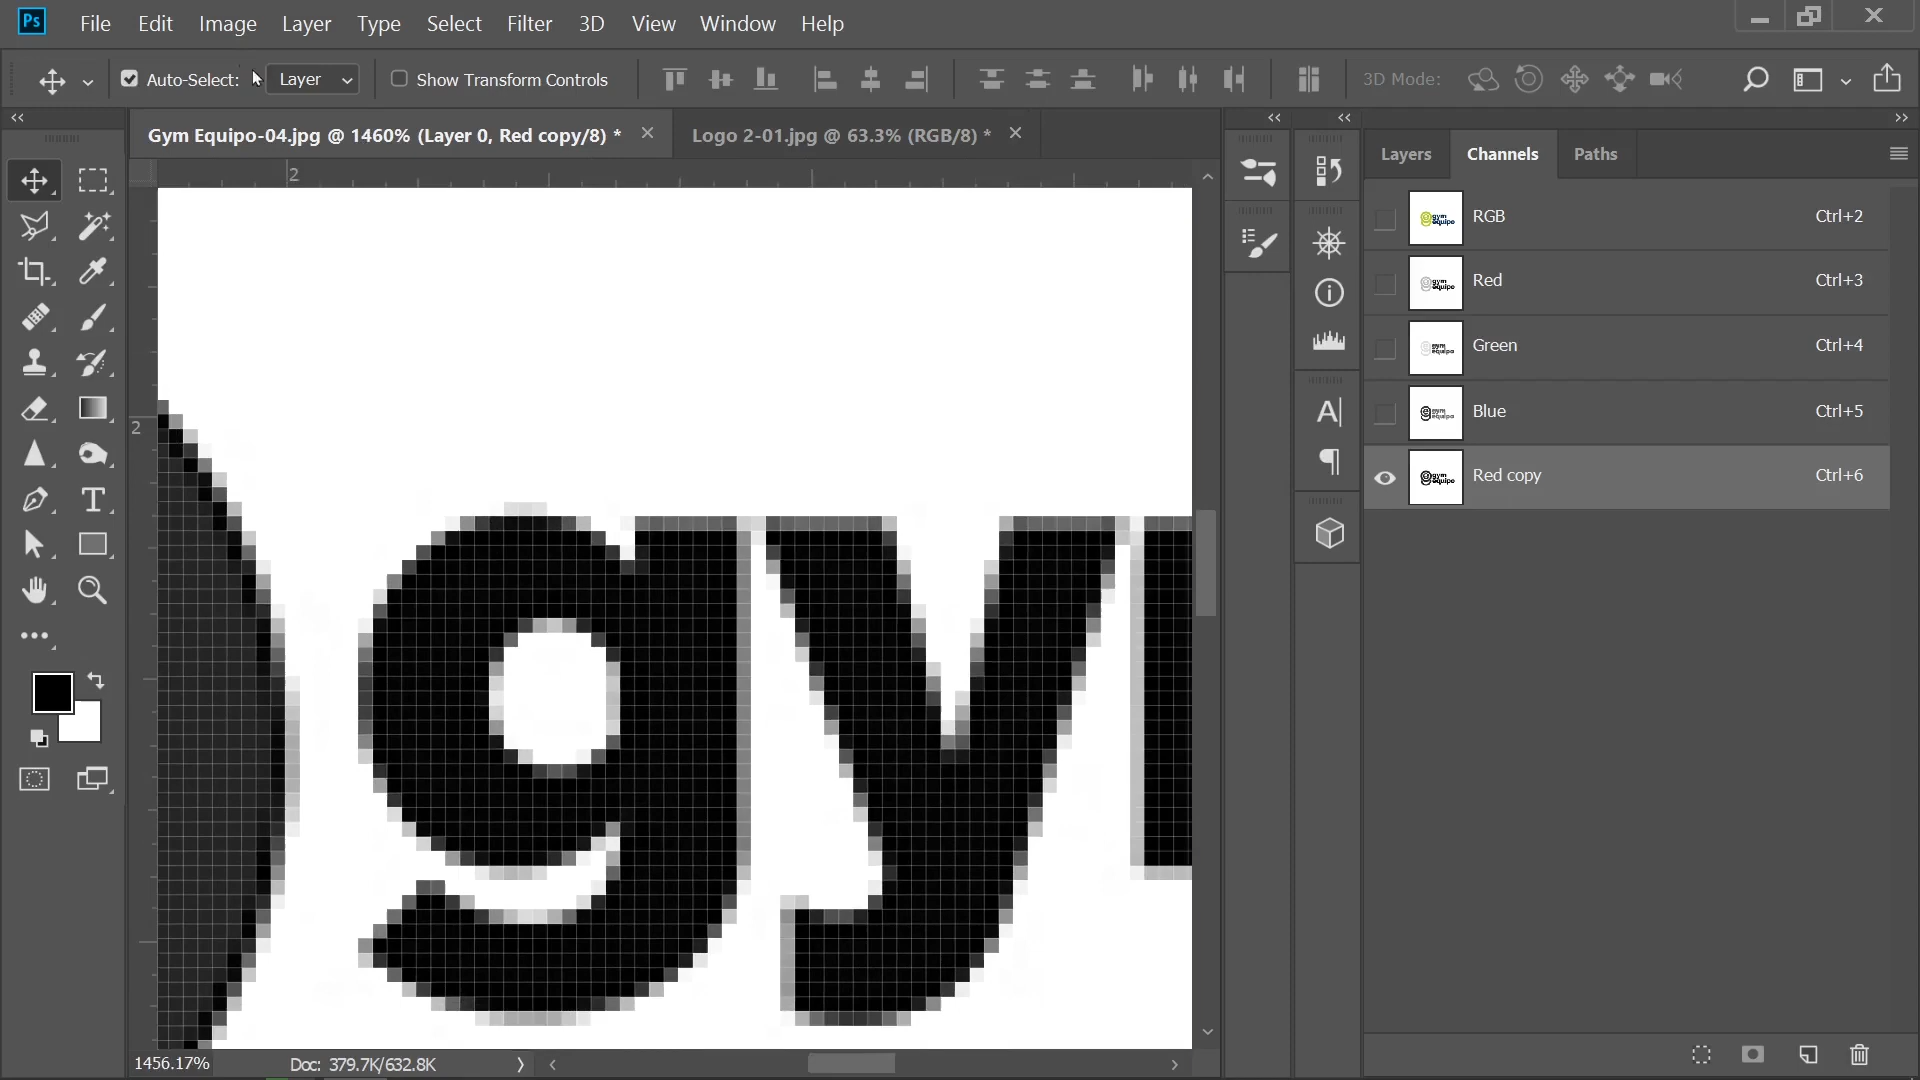 Ps File Edit Image Layer Type Select Filter 3D View Window Help
Auto-Select: Layer Show Transform Controls 3D Mode:
Gym Equipo-04.jpg @ 1460% (Layer 0, Red copy/8) * Logo 2-01.jpg @ 63.3% (RGB/8) *
Layers Channels Paths
2
2
RGB Ctrl+2
Red Ctrl+3
Green Ctrl+4
Blue Ctrl+5
Red copy Ctrl+6
gy
1456.17% Doc: 379.7K/632.8K